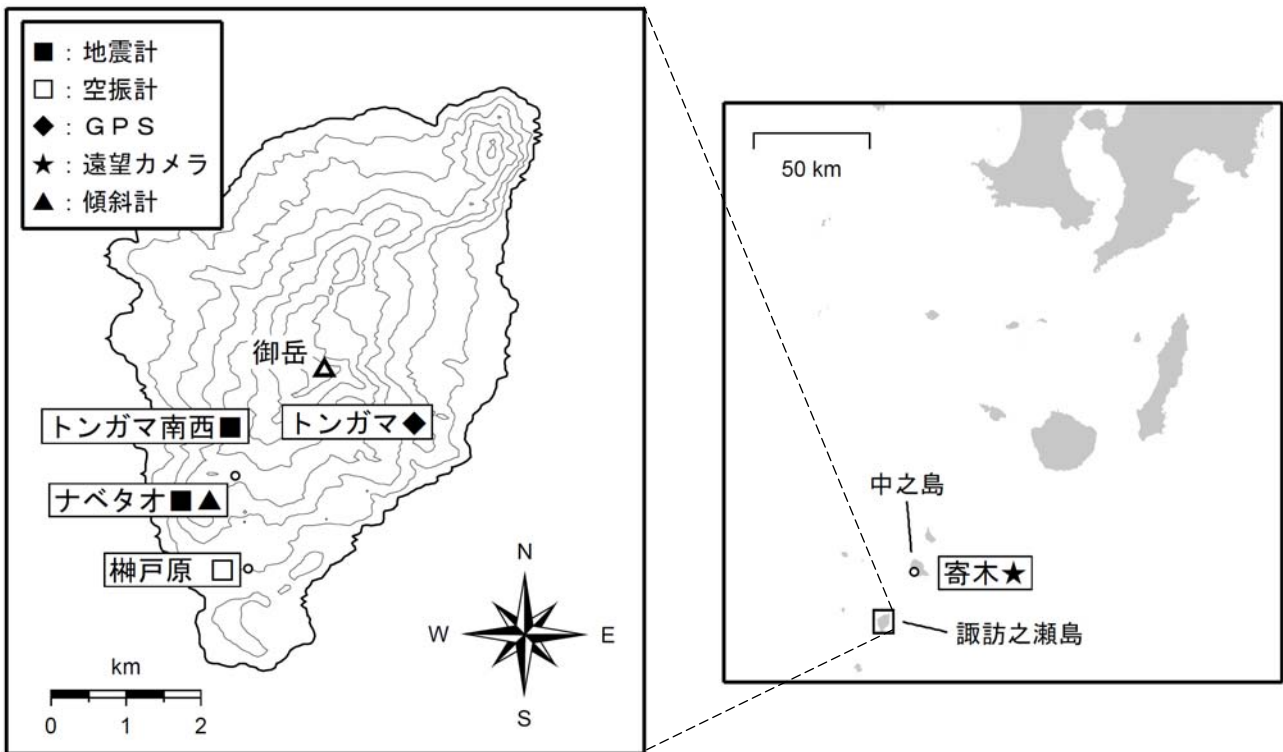 ■：地震計
□：空振計
◆：ＧＰＳ
★：遠望カメラ
▲：傾斜計
御岳
トンガマ南西■
トンガマ◆
ナベタオ■▲
榊戸原 □
N
W
E
S
km
0 1 2
50 km
中之島
寄木★
諏訪之瀬島